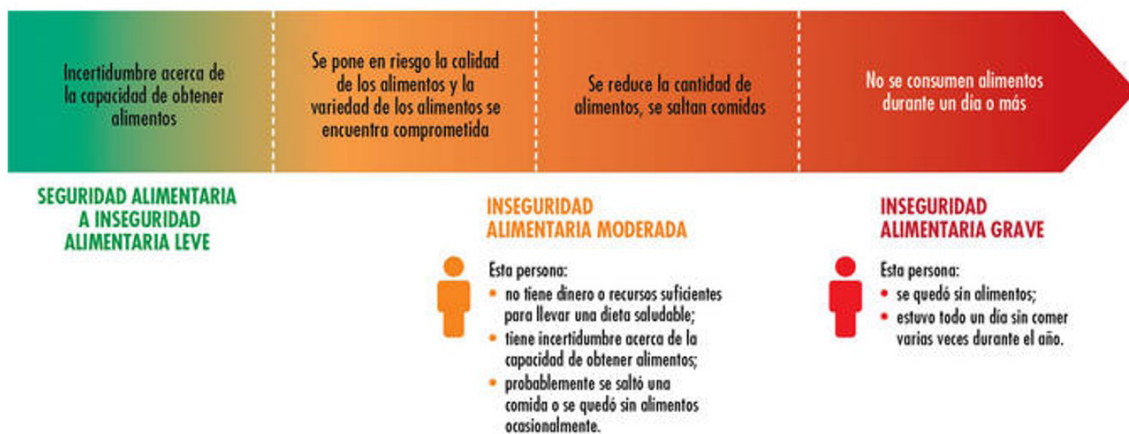 Incertidumbre acerca de
la capacidad de obtener
alimentos
Se pone en riesgo la calidad
de los alimentos y la
variedad de los alimentos se
encuentra comprometida
Se reduce la cantidad de
alimentos, se saltan comidas
No se consumen alimentos
durante un día o más
SEGURIDAD ALIMENTARIA
A INSEGURIDAD
ALIMENTARIA LEVE
INSEGURIDAD
ALIMENTARIA MODERADA
Esta persona:
• no tiene dinero o recursos suficientes
para llevar una dieta saludable;
• tiene incertidumbre acerca de la
capacidad de obtener alimentos;
• probablemente se saltó una
comida o se quedó sin alimentos
ocasionalmente.
INSEGURIDAD
ALIMENTARIA GRAVE
Esta persona:
• se quedó sin alimentos;
• estuvo todo un día sin comer
varias veces durante el año.